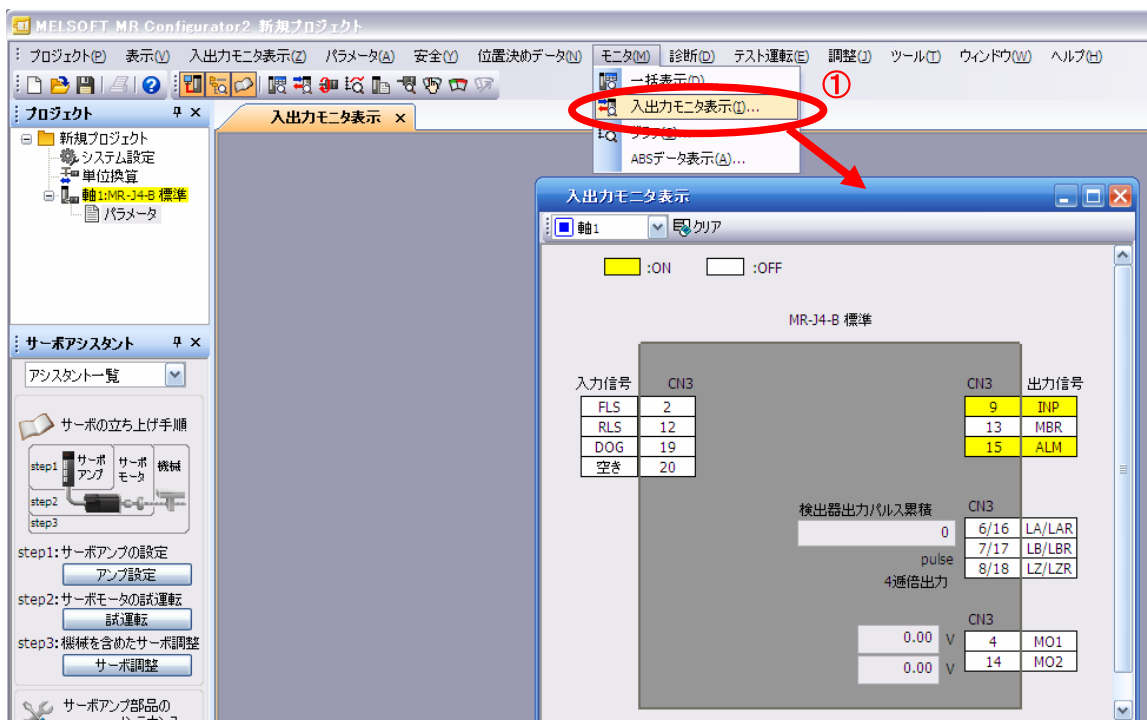 MELSOFT MR Configurator2 新規プロジェクト
プロジェクト(P) 表示(V) 入出力モニタ表示(Z) パラメータ(A) 安全(Y) 位置決めデータ(N) モニタ(M) 診断(D) テスト運転(E) 調整(J) ツール(T) ウィンドウ(W) ヘルプ(H)
一括表示(D)
①
入出力モニタ表示(I)...
グラフ
ABSデータ表示(A)...
プロジェクト
新規プロジェクト
システム設定
単位換算
軸1:MR-J4-B 標準
パラメータ
入出力モニタ表示 ×
サーボアシスタント
アシスタント一覧
サーボの立ち上げ手順
step1 サーボアンプ サーボモータ 機械
step2
step3
step1:サーボアンプの設定
アンプ設定
step2:サーボモータの試運転
試運転
step3:機械を含めたサーボ調整
サーボ調整
サーボアンプ部品の
入出力モニタ表示
軸1 クリア
:ON :OFF
MR-J4-B 標準
入力信号 CN3 CN3 出力信号
FLS 2 9 INP
RLS 12 13 MBR
DOG 19 15 ALM
空き 20
検出器出力パルス累積 CN3
0 6/16 LA/LAR
7/17 LB/LBR
pulse 8/18 LZ/LZR
4逓倍出力
CN3
0.00 V 4 MO1
0.00 V 14 MO2